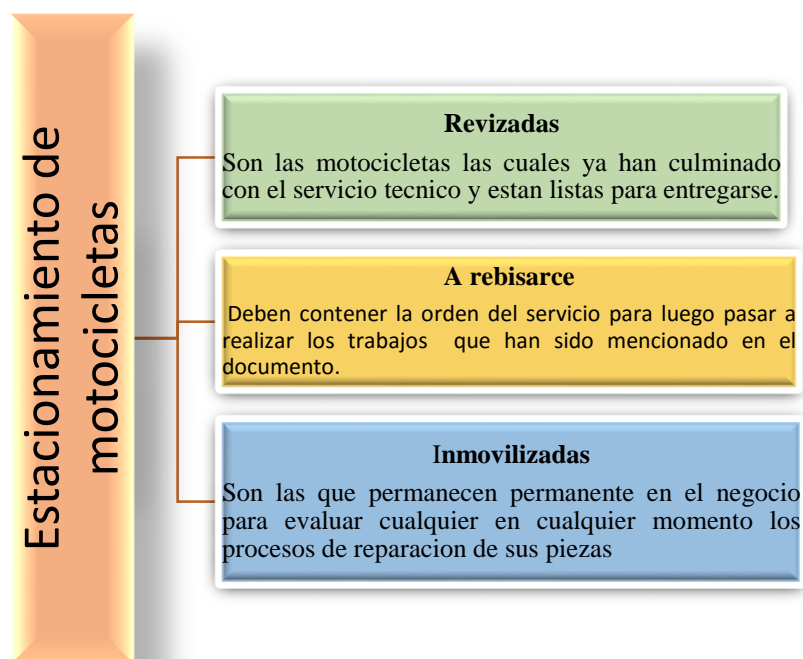 Estacionamiento de
motocicletas
Revizadas
Son las motocicletas las cuales ya han culminado
con el servicio tecnico y estan listas para entregarse.
A rebisarce
Deben contener la orden del servicio para luego pasar a
realizar los trabajos que han sido mencionado en el
documento.
Inmovilizadas
Son las que permanecen permanente en el negocio
para evaluar cualquier en cualquier momento los
procesos de reparacion de sus piezas